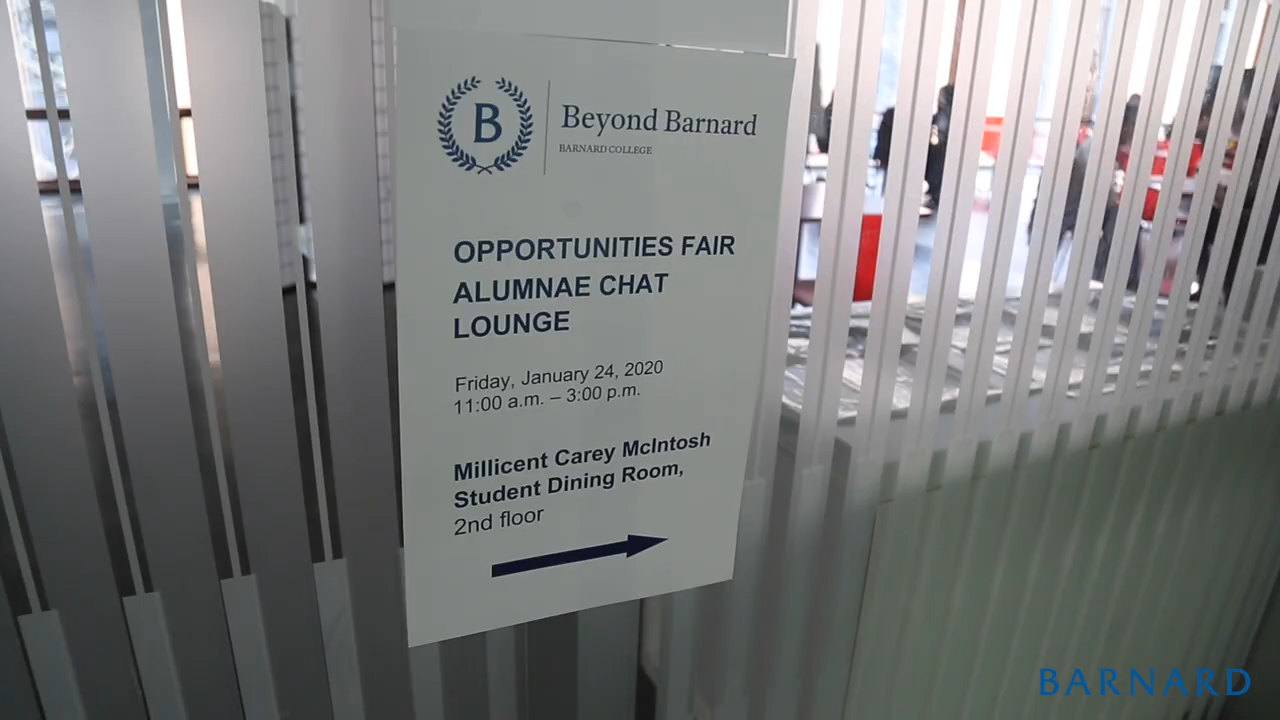 B
Beyond Barnard
BARNARD COLLEGE
OPPORTUNITIES FAIR
ALUMNAE CHAT
LOUNGE
Friday, January 24, 2020
11:00 a.m. – 3:00 p.m.
Millicent Carey McIntosh
Student Dining Room,
2nd floor
BARNARD